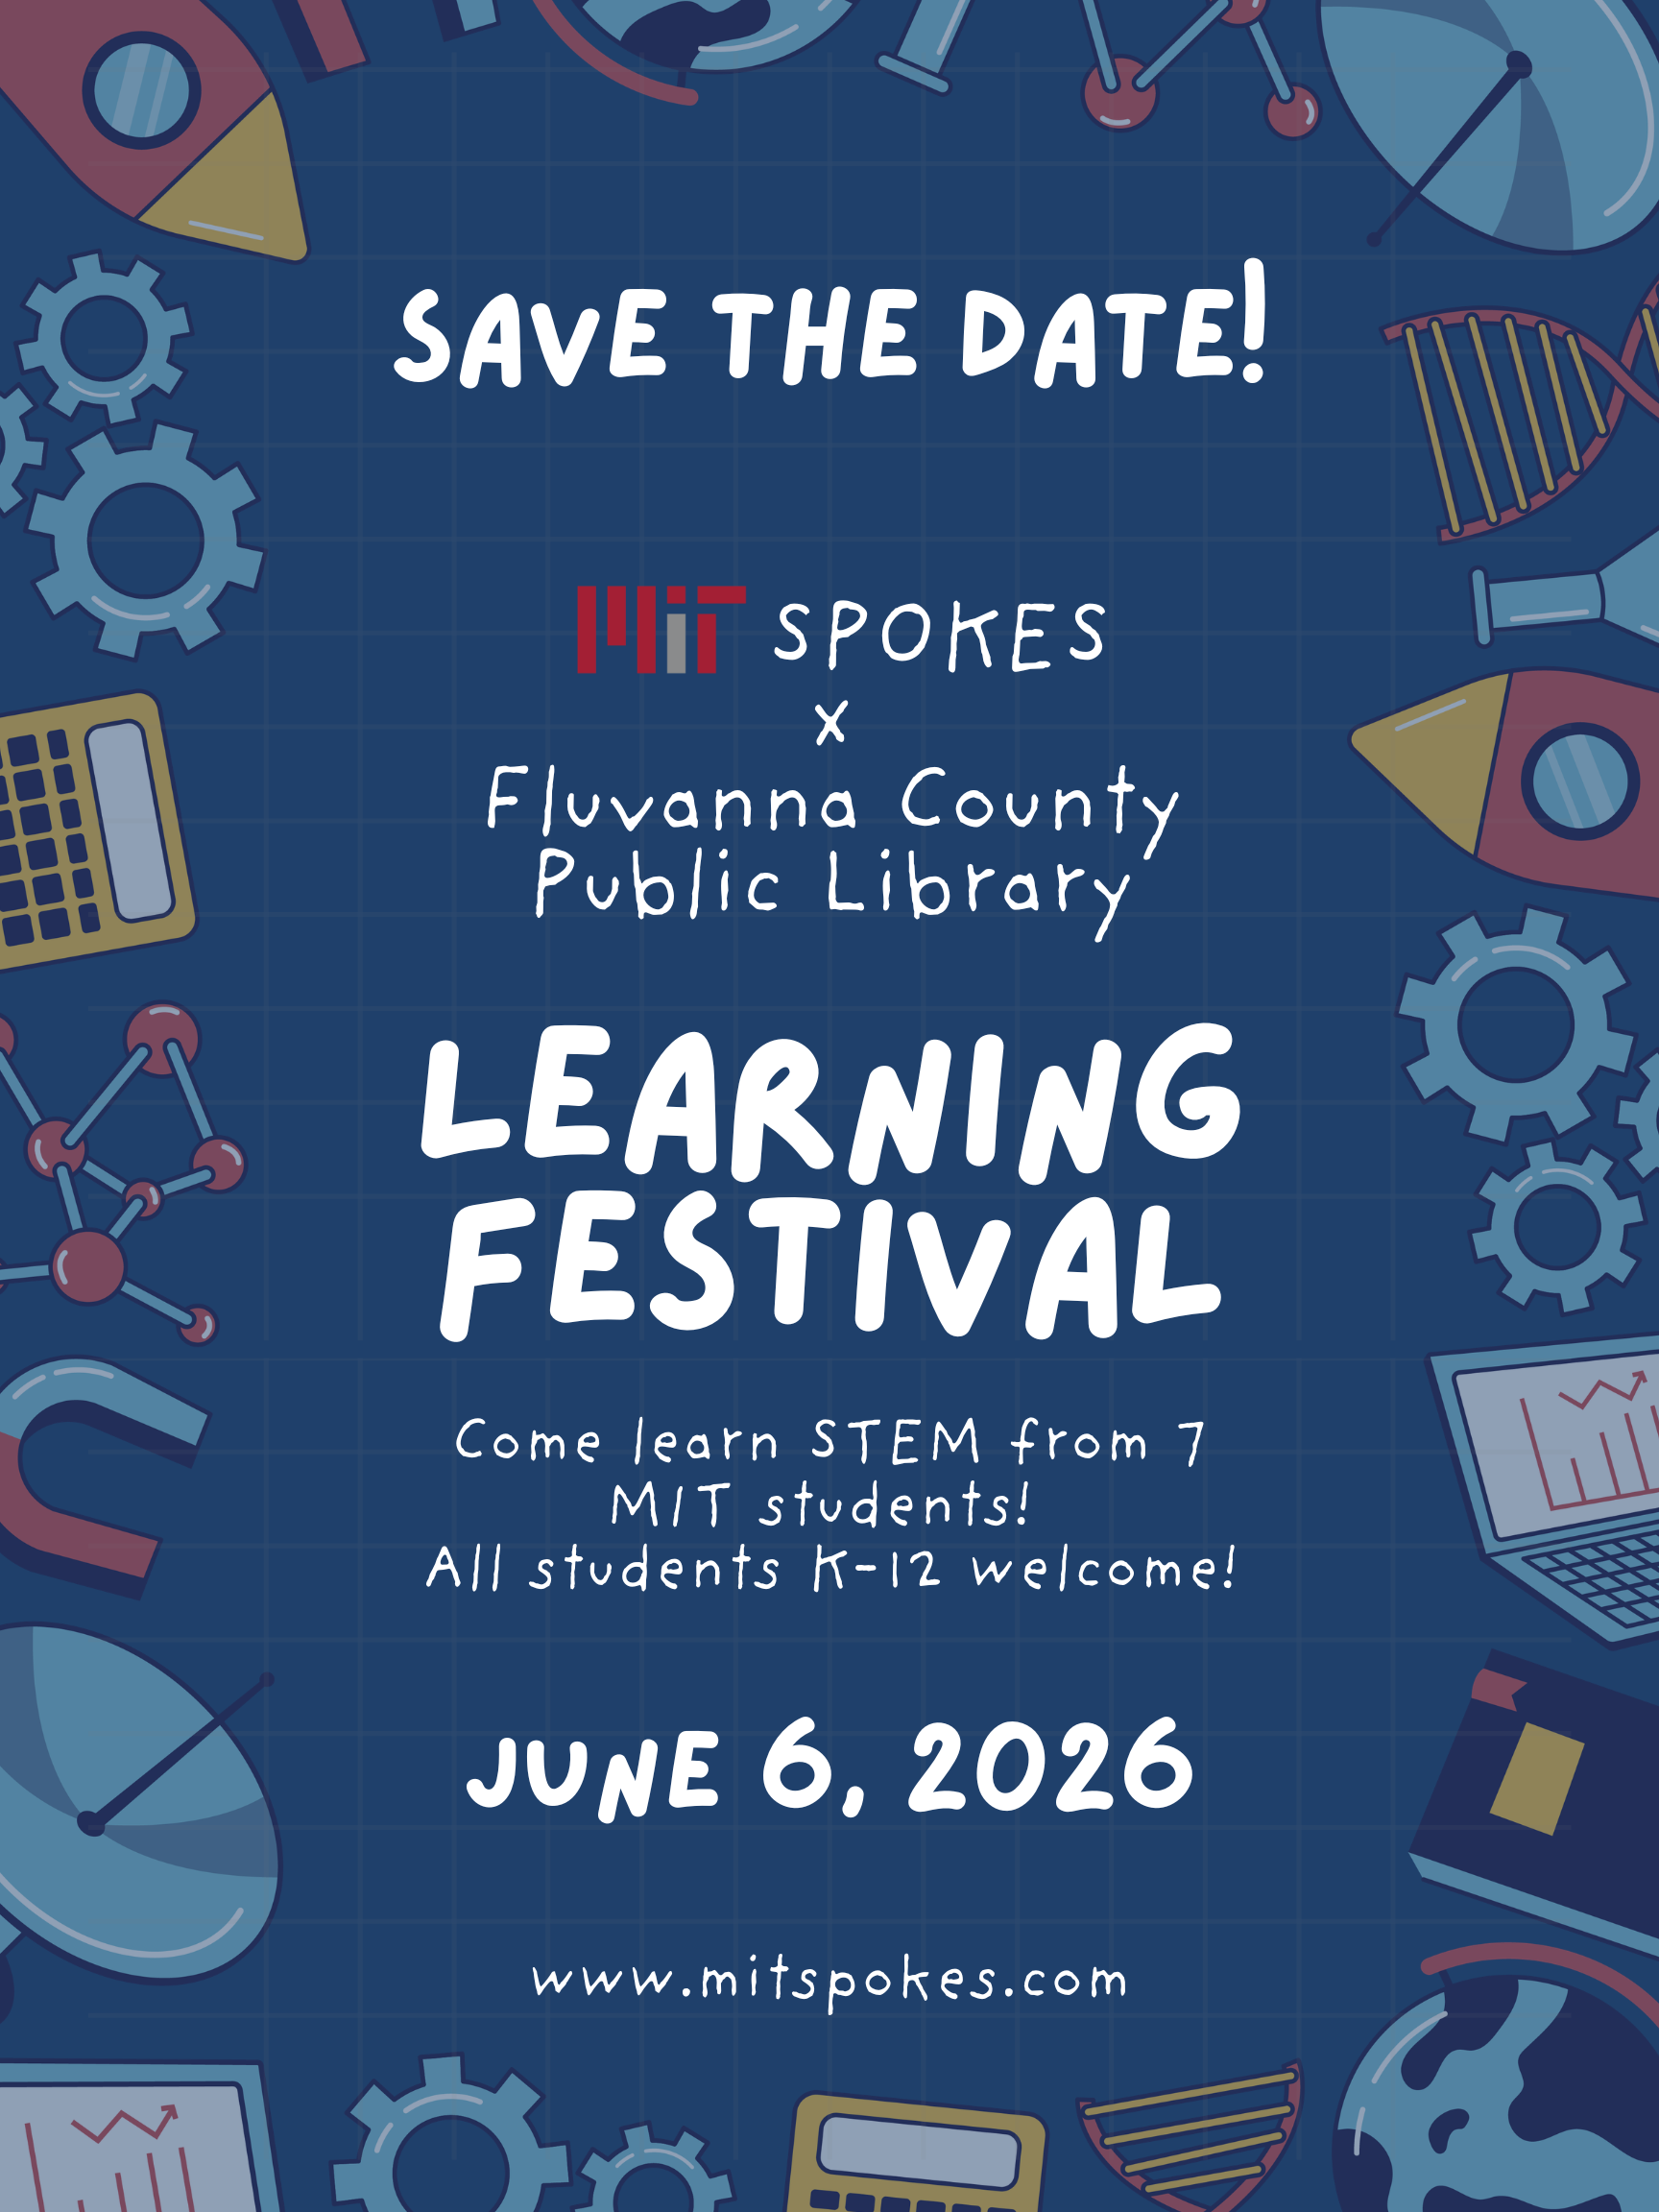 SAVE THE DATE!
MIT SPOKES
x
Fluvanna County
Public Library
LEARNING
FESTIVAL
Come learn STEM from 7
MIT students!
All students K-12 welcome!
JUNE 6, 2026
www.mitspokes.com